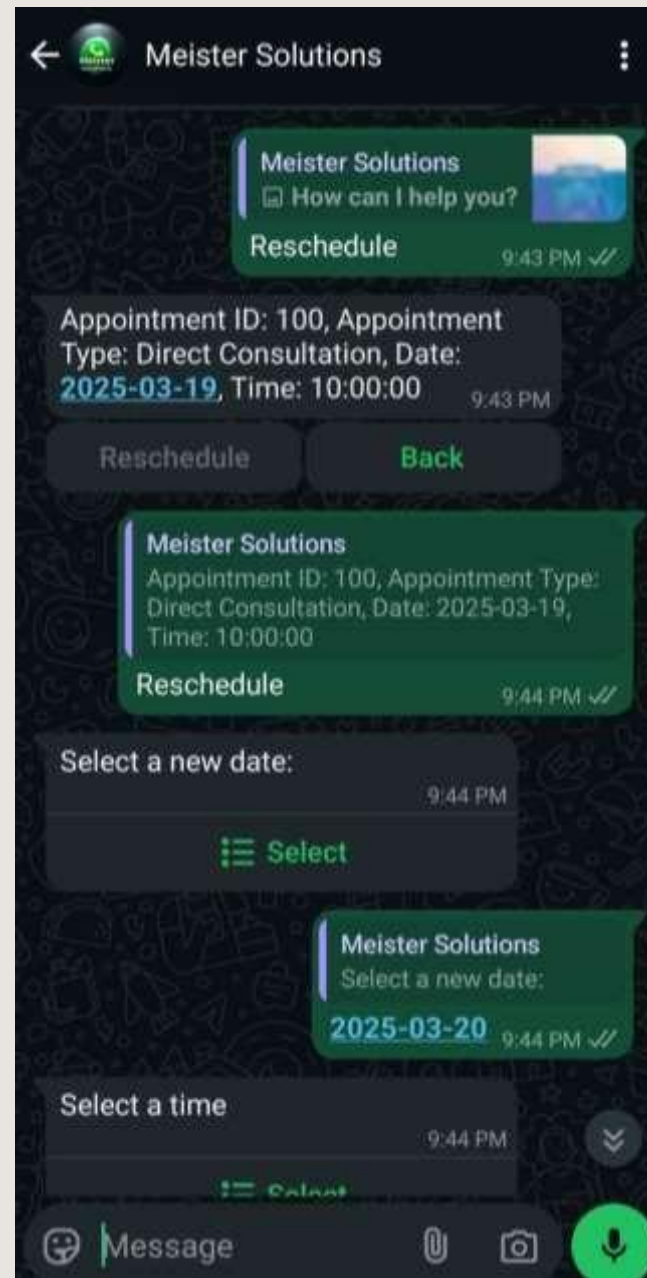 Meister Solutions
Meister Solutions
How can I help you?
Reschedule
9:43 PM
Appointment ID: 100, Appointment
Type: Direct Consultation, Date:
2025-03-19, Time: 10:00:00
9:43 PM
Reschedule Back
Meister Solutions
Appointment ID: 100, Appointment Type:
Direct Consultation, Date: 2025-03-19,
Time: 10:00:00
Reschedule
9:44 PM
Select a new date:
9:44 PM
Select
Meister Solutions
Select a new date:
2025-03-20 9:44 PM
Select a time
9:44 PM
Select
Message